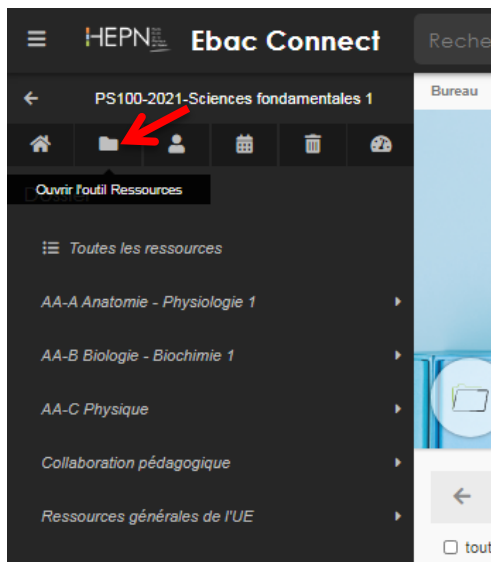 HEPN Ebac Connect
Reche
PS100-2021-Sciences fondamentales 1
Bureau
Ouvrir l'outil Ressources
Toutes les ressources
AA-A Anatomie - Physiologie 1
AA-B Biologie - Biochimie 1
AA-C Physique
Collaboration pédagogique
Ressources générales de l'UE
tout